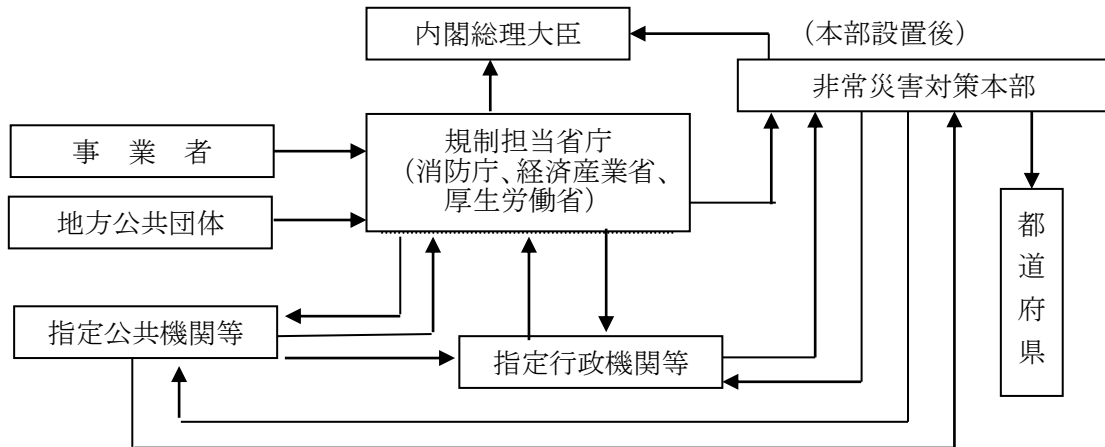 内閣総理大臣
（本部設置後）
非常災害対策本部
規制担当省庁
（消防庁、経済産業省、
厚生労働省）
事　業　者
地方公共団体
都道府県
指定公共機関等
指定行政機関等